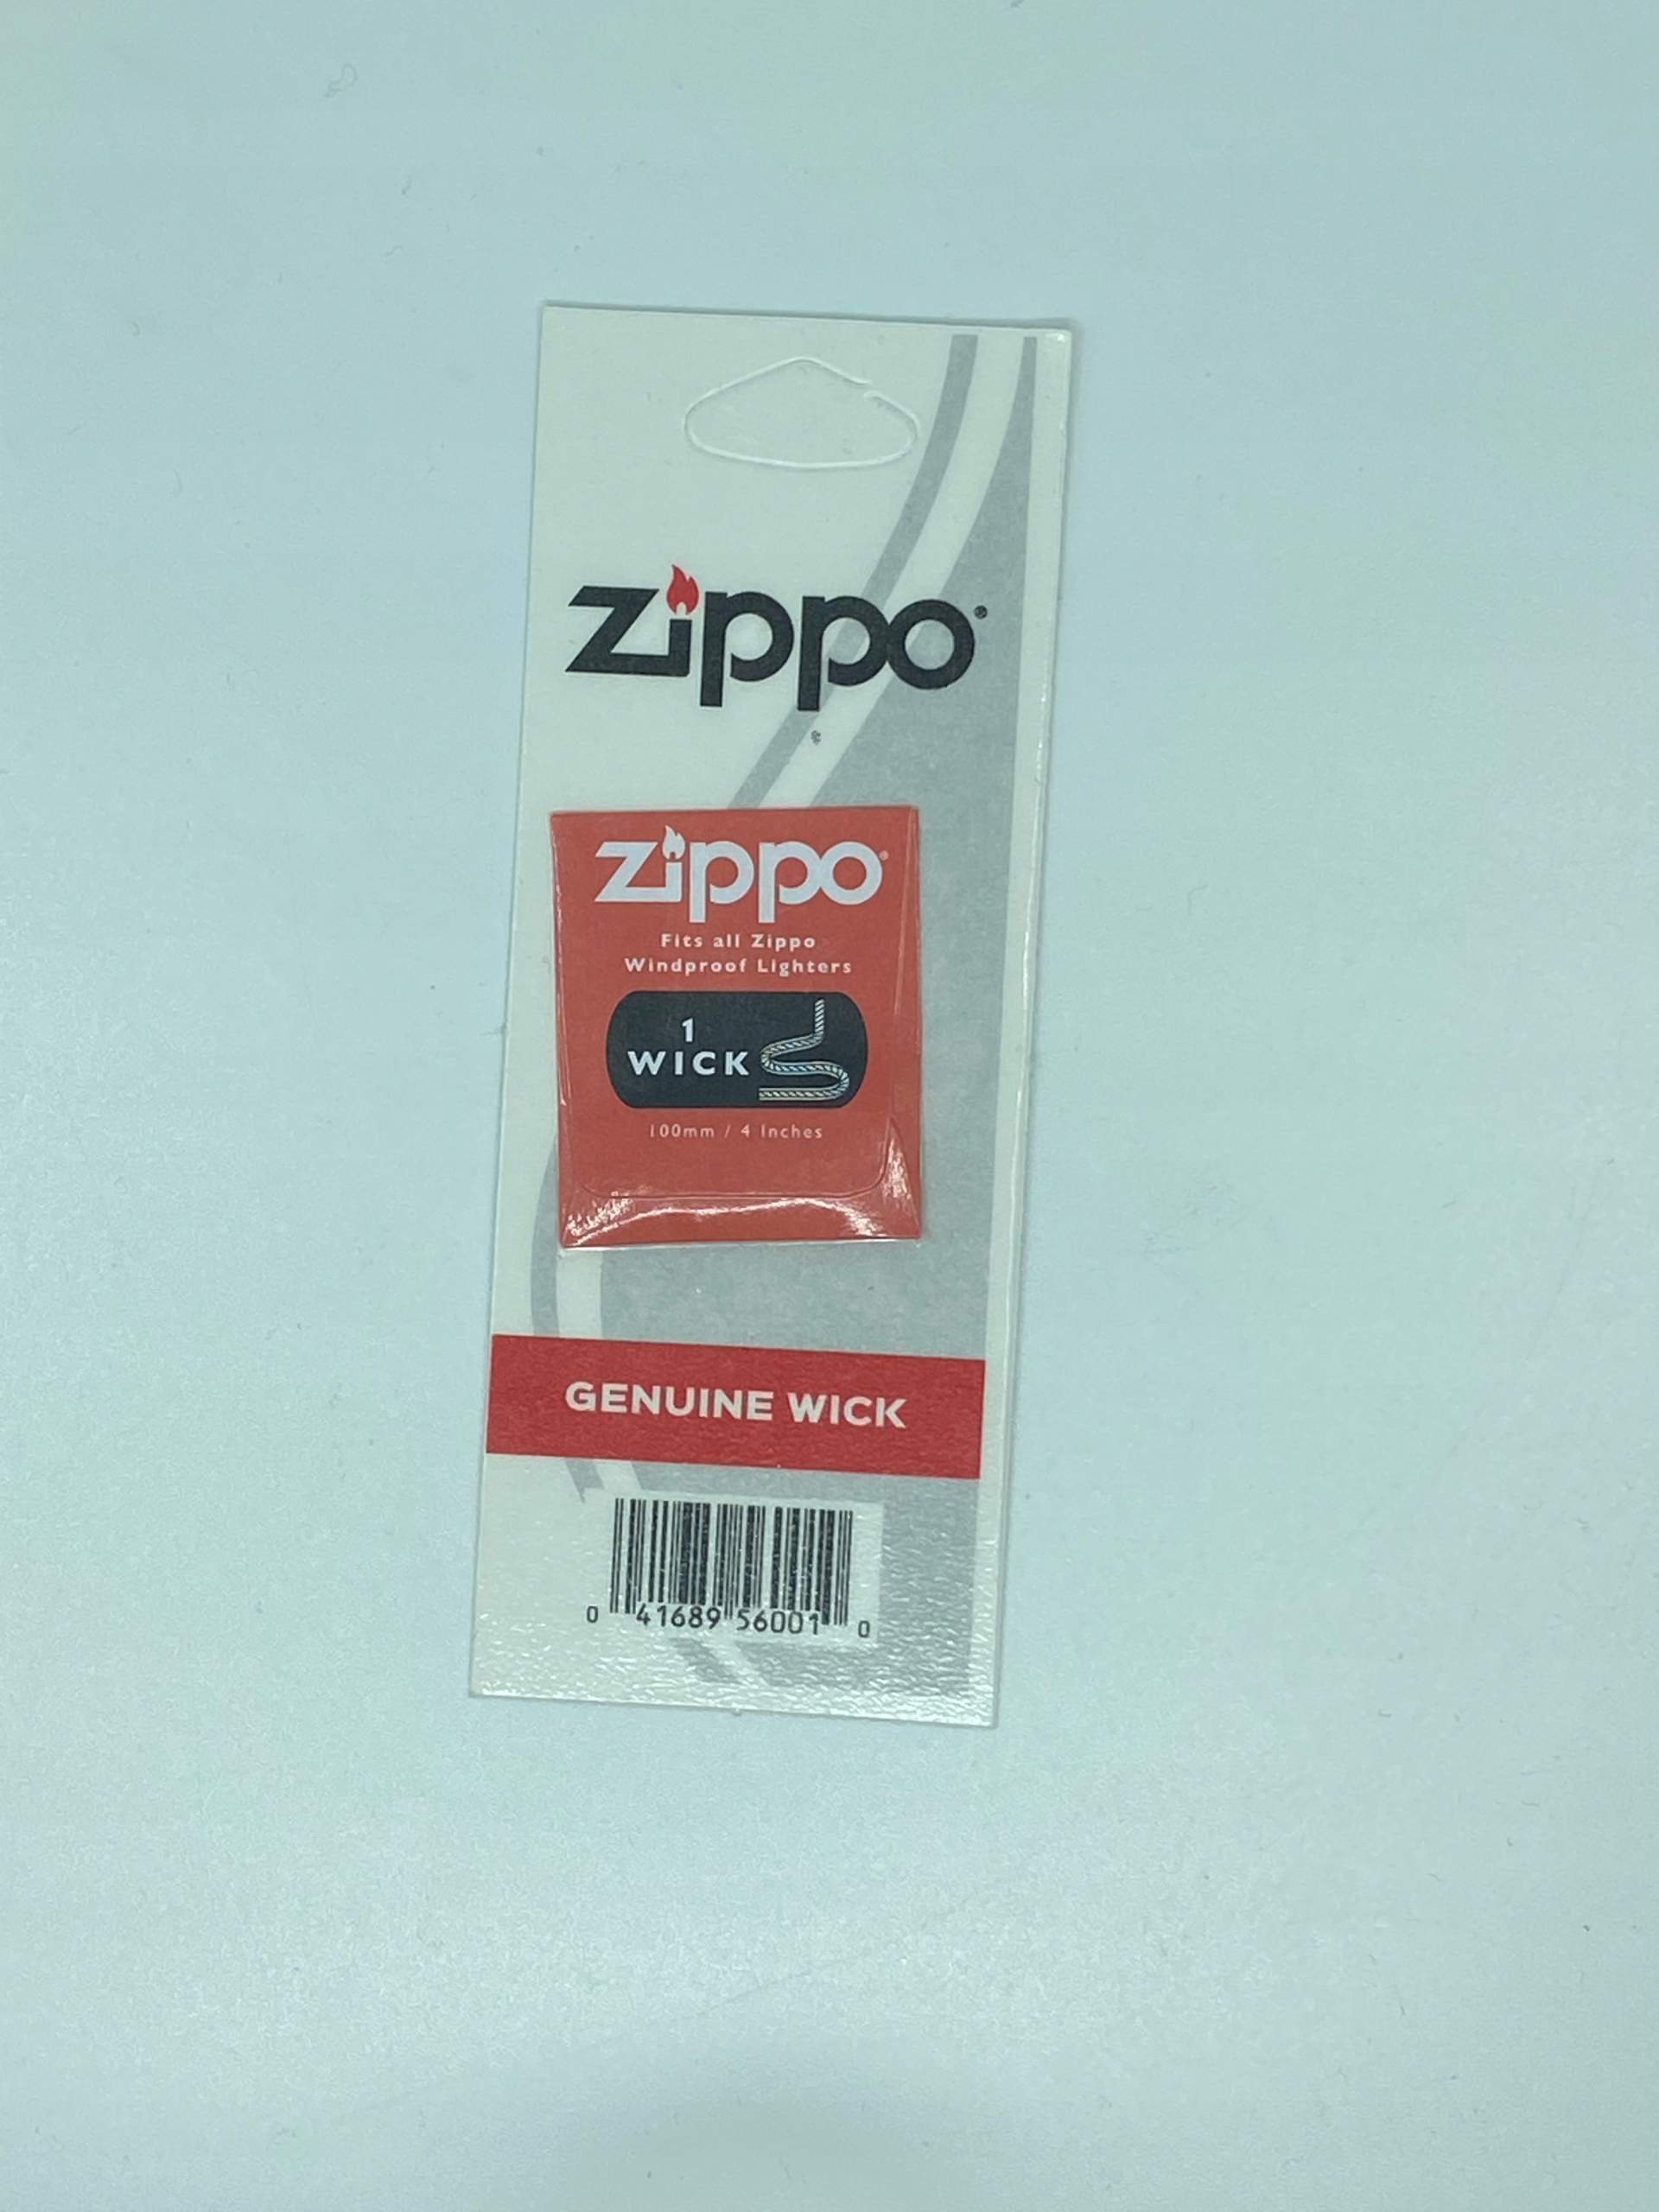 zippo®
®
zippo®
Fits all Zippo
Windproof Lighters
1
WICK
100mm / 4 Inches
GENUINE WICK
0 41689 56001 0